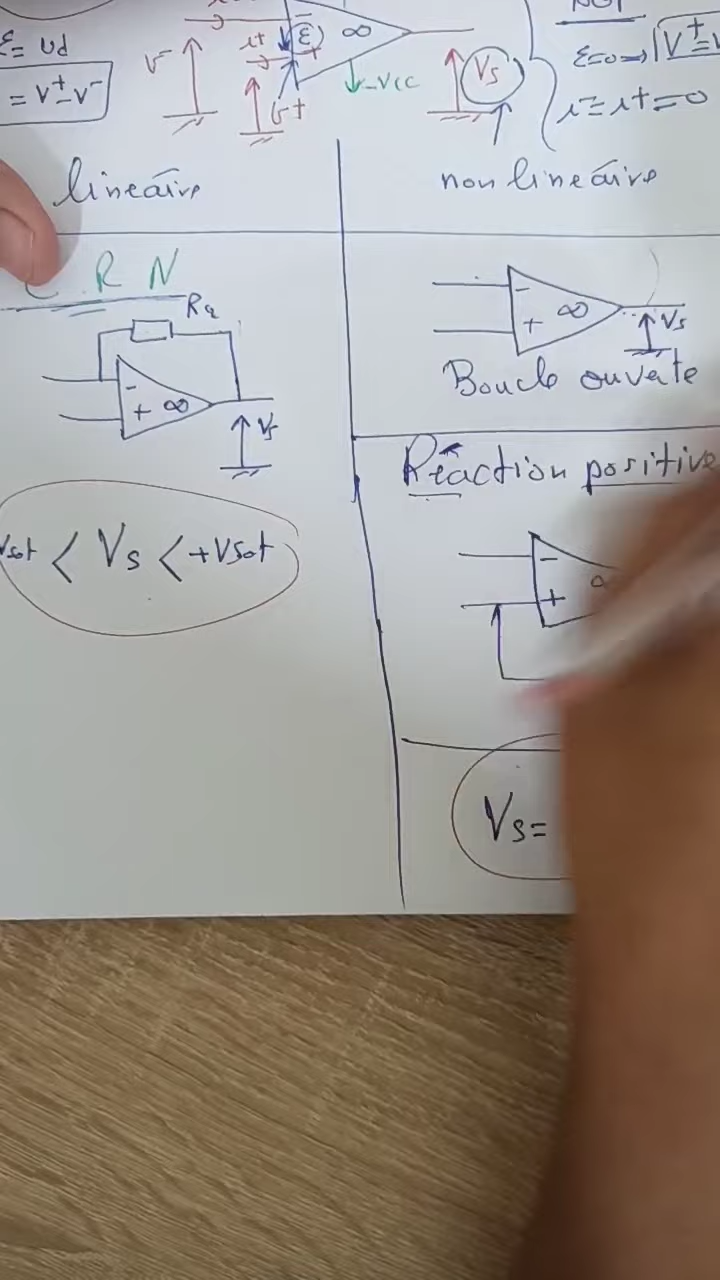 ε= Ud
= V⁺-V⁻
V⁻
i⁺
(ε)
-
+
∞
V⁺
-Vcc
Vs
ε=0→ V⁺=V
i⁻=i⁺=0
linéaire
non linéaire
C.R.N
R₂
-
+ ∞
Vs
-
+ ∞
Vs
Boucle ouverte
Réaction positive
Vsat < Vs < +Vsat
-
+
Vs=